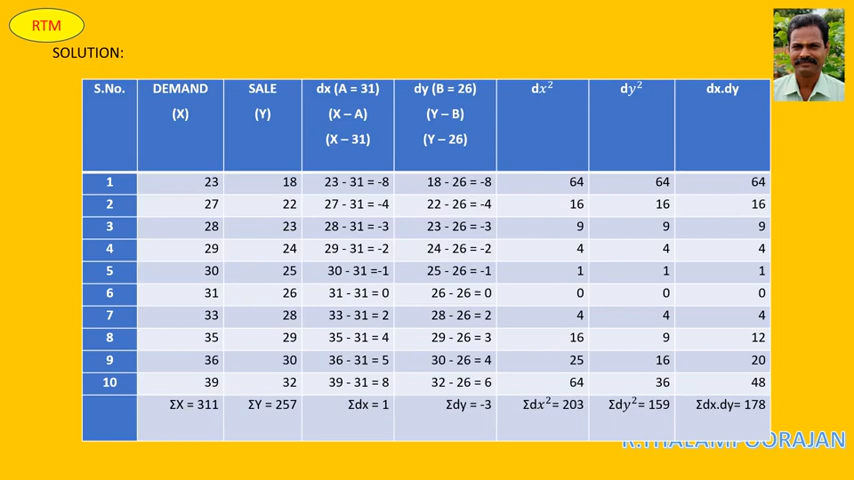 RTM
SOLUTION:
S.No. DEMAND SALE dx (A = 31) dy (B = 26) dx² dy² dx.dy
(X) (Y) (X – A) (Y – B)
(X – 31) (Y – 26)
1 23 18 23 - 31 = -8 18 - 26 = -8 64 64 64
2 27 22 27 - 31 = -4 22 - 26 = -4 16 16 16
3 28 23 28 - 31 = -3 23 - 26 = -3 9 9 9
4 29 24 29 - 31 = -2 24 - 26 = -2 4 4 4
5 30 25 30 - 31 =-1 25 - 26 = -1 1 1 1
6 31 26 31 - 31 = 0 26 - 26 = 0 0 0 0
7 33 28 33 - 31 = 2 28 - 26 = 2 4 4 4
8 35 29 35 - 31 = 4 29 - 26 = 3 16 9 12
9 36 30 36 - 31 = 5 30 - 26 = 4 25 16 20
10 39 32 39 - 31 = 8 32 - 26 = 6 64 36 48
ΣX = 311 ΣY = 257 Σdx = 1 Σdy = -3 Σdx²= 203 Σdy²= 159 Σdx.dy= 178